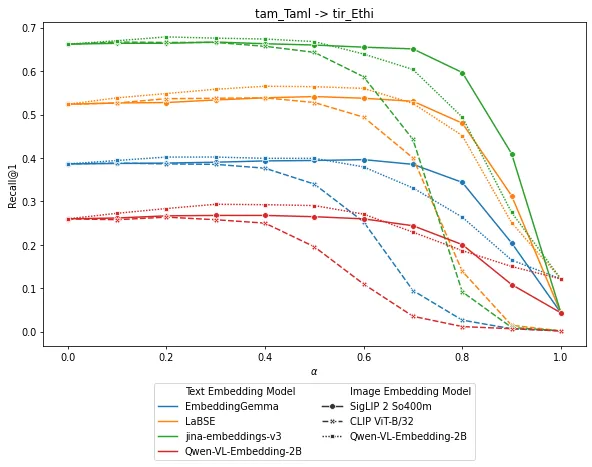 tam_Taml -> tir_Ethi
Recall@1
0.7
0.6
0.5
0.4
0.3
0.2
0.1
0.0
0.0 0.2 0.4 0.6 0.8 1.0
α
Text Embedding Model Image Embedding Model
EmbeddingGemma SigLIP 2 So400m
LaBSE CLIP ViT-B/32
jina-embeddings-v3 Qwen-VL-Embedding-2B
Qwen-VL-Embedding-2B